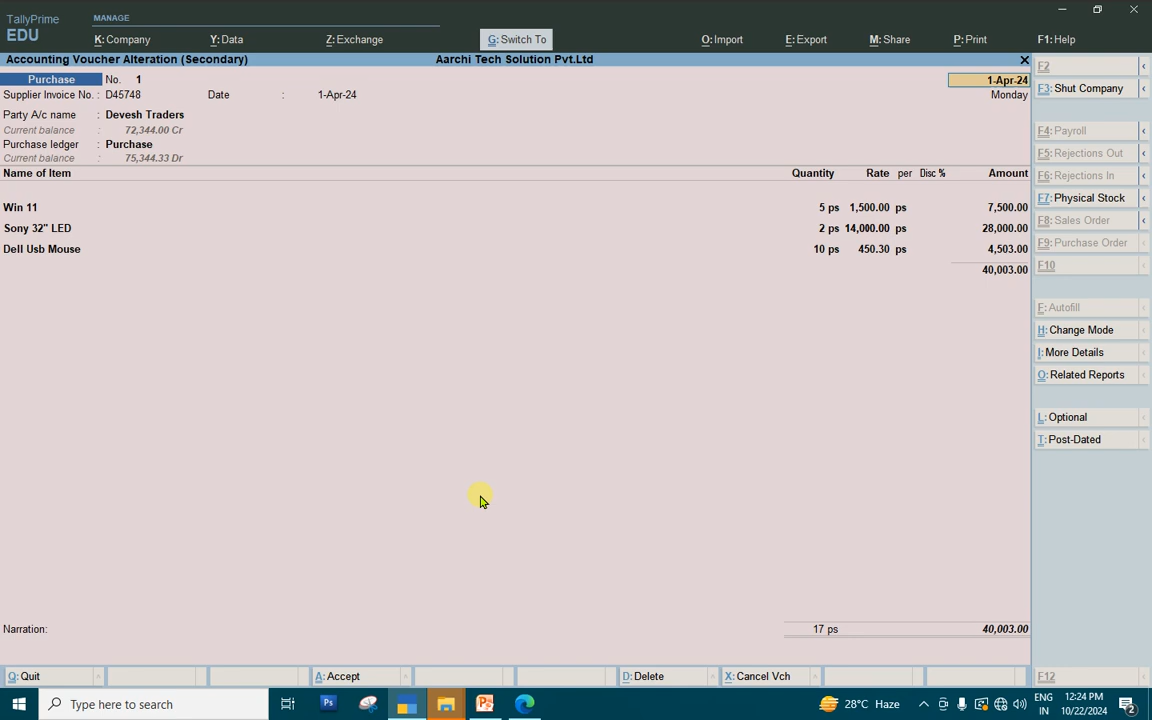 TallyPrime MANAGE
EDU K:Company Y:Data Z:Exchange G:Switch To O:Import E:Export M:Share P:Print F1:Help
Accounting Voucher Alteration (Secondary) Aarchi Tech Solution Pvt.Ltd
Purchase No. 1 1-Apr-24
Supplier Invoice No. : D45748 Date : 1-Apr-24 Monday
Party A/c name : Devesh Traders
Current balance : 72,344.00 Cr
Purchase ledger : Purchase
Current balance : 75,344.33 Dr
Name of Item Quantity Rate per Disc % Amount
Win 11 5 ps 1,500.00 ps 7,500.00
Sony 32" LED 2 ps 14,000.00 ps 28,000.00
Dell Usb Mouse 10 ps 450.30 ps 4,503.00
40,003.00
Narration: 17 ps 40,003.00
F2
F3: Shut Company
F4: Payroll
F5: Rejections Out
F6: Rejections In
F7: Physical Stock
F8: Sales Order
F9: Purchase Order
F10
F: Autofill
H: Change Mode
I: More Details
O: Related Reports
L: Optional
T: Post-Dated
Q: Quit A: Accept D: Delete X: Cancel Vch F12
Type here to search Ps 28°C Haze ENG 12:24 PM
IN 10/22/2024 2